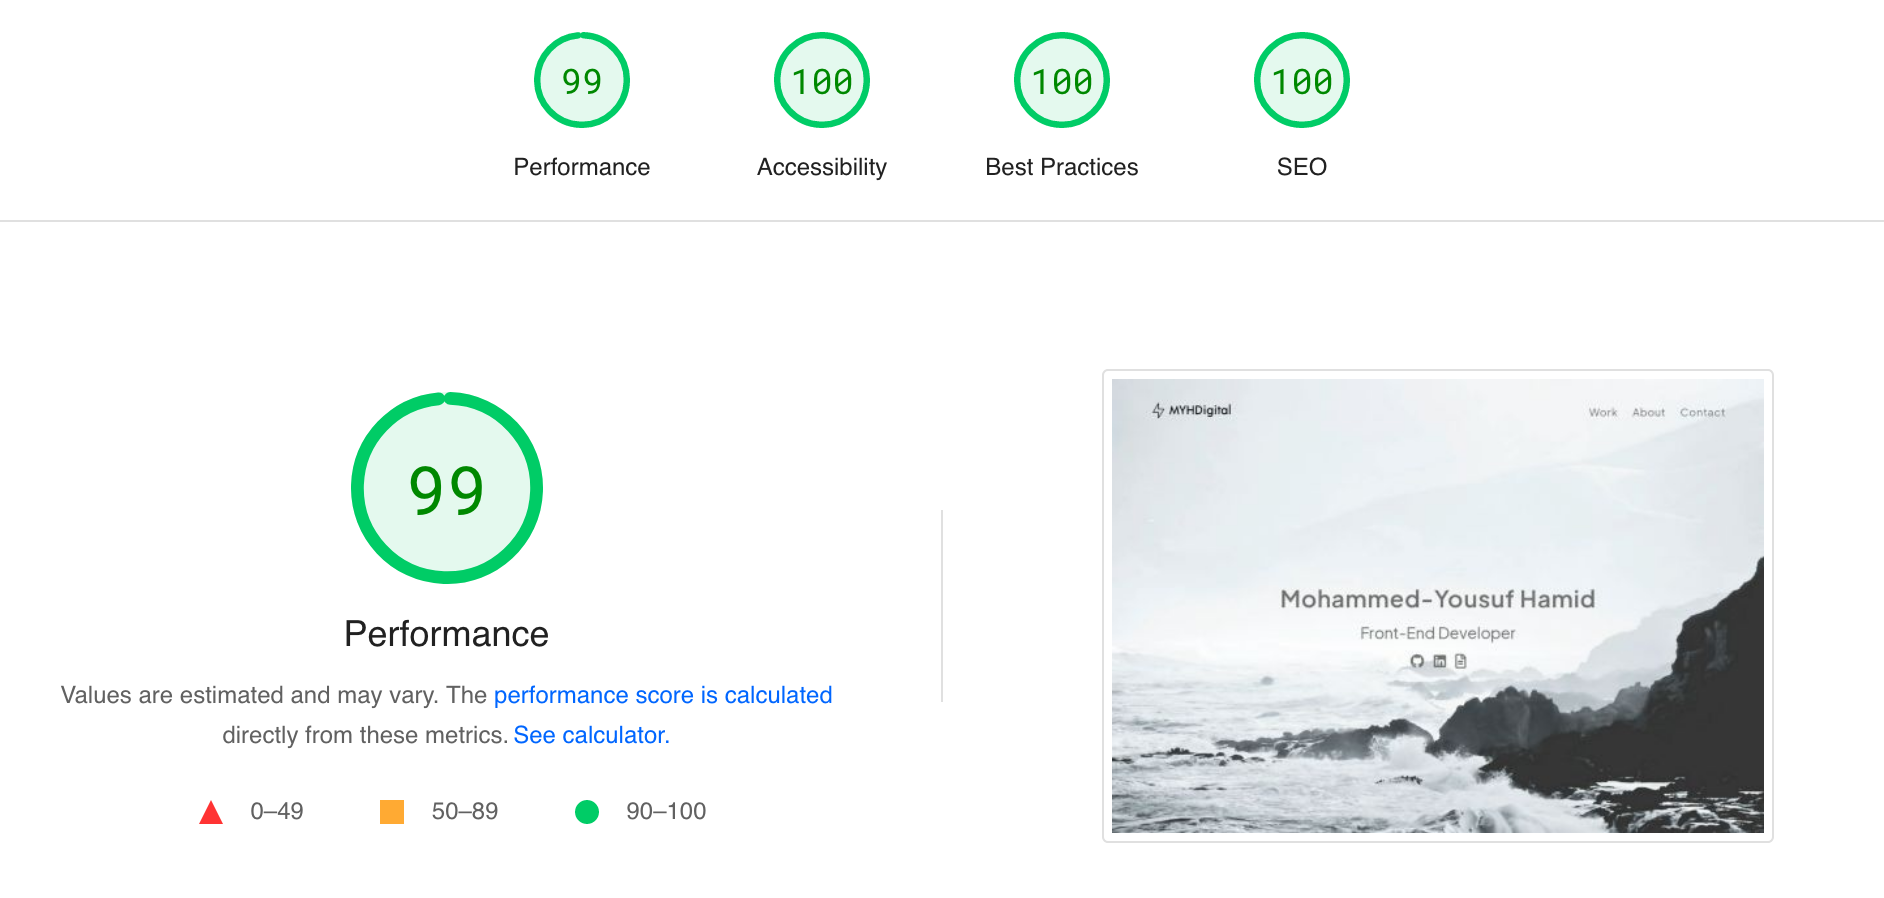 99
100
100
100
Performance
Accessibility
Best Practices
SEO
99
Performance
Values are estimated and may vary. The performance score is calculated
directly from these metrics. See calculator.
0–49
50–89
90–100
MYHDigital
Work
About
Contact
Mohammed-Yousuf Hamid
Front-End Developer
in